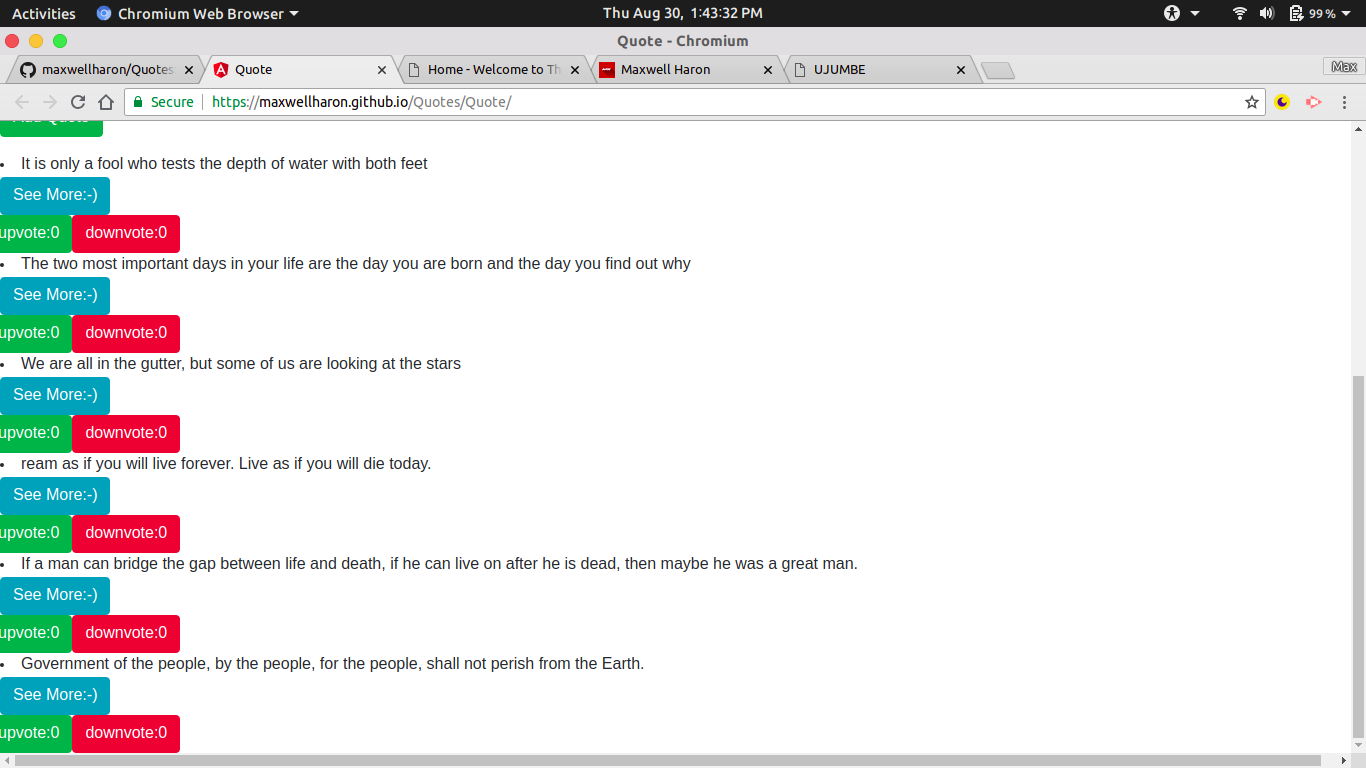 Activities Chromium Web Browser Thu Aug 30, 1:43:32 PM 99 %
Quote - Chromium
maxwellharon/Quotes Quote Home - Welcome to Th Maxwell Haron UJUMBE Max
Secure https://maxwellharon.github.io/Quotes/Quote/
Add Quote
• It is only a fool who tests the depth of water with both feet
See More:-)
upvote:0 downvote:0
• The two most important days in your life are the day you are born and the day you find out why
See More:-)
upvote:0 downvote:0
• We are all in the gutter, but some of us are looking at the stars
See More:-)
upvote:0 downvote:0
• ream as if you will live forever. Live as if you will die today.
See More:-)
upvote:0 downvote:0
• If a man can bridge the gap between life and death, if he can live on after he is dead, then maybe he was a great man.
See More:-)
upvote:0 downvote:0
• Government of the people, by the people, for the people, shall not perish from the Earth.
See More:-)
upvote:0 downvote:0